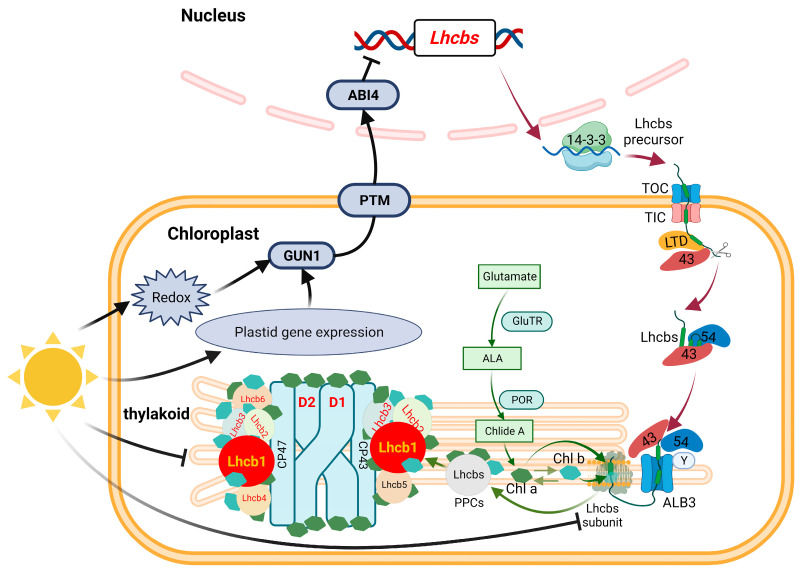 Nucleus
Lhcbs
ABI4
14-3-3
Lhcbs
precursor
PTM
TOC
TIC
Chloroplast
GUN1
LTD
43
Redox
Glutamate
Plastid gene expression
GluTR
Lhcbs
54
43
ALA
thylakoid
Lhcb6
D2
D1
POR
Lhcb3
Lhcb2
Lhcb3
Lhcb2
Chlide A
43
54
Y
Lhcb1
CP47
CP43
Lhcb1
Lhcbs
Chl b
Lhcb4
Lhcb5
PPCs
Chl a
Lhcbs
subunit
ALB3